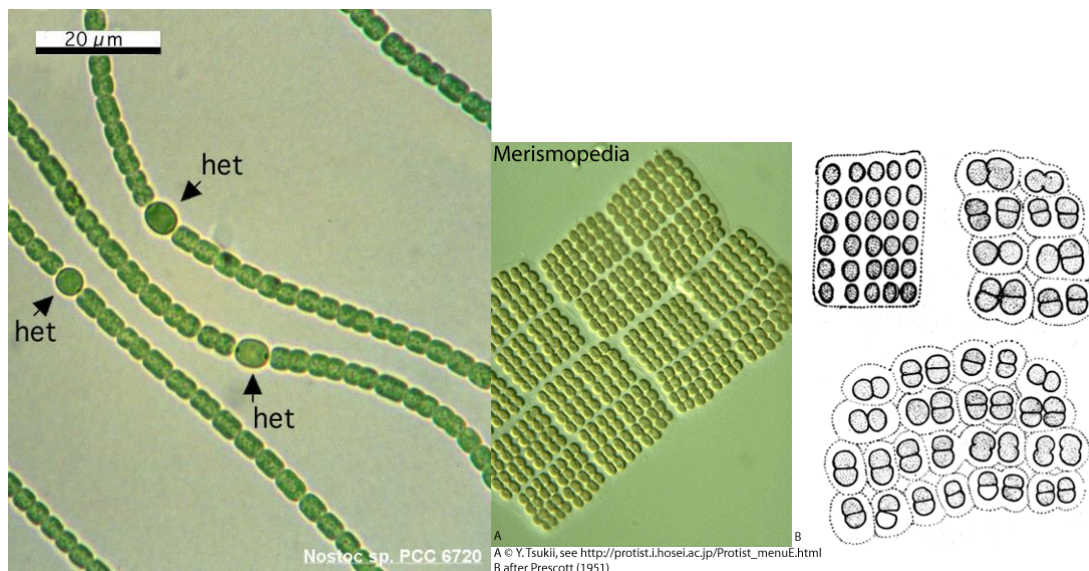 20 µm
het
het
het
Nostoc sp. PCC 6720
Merismopedia
A
B
A © Y. Tsukii, see http://protist.i.hosei.ac.jp/Protist_menuE.html
B after Prescott (1951)